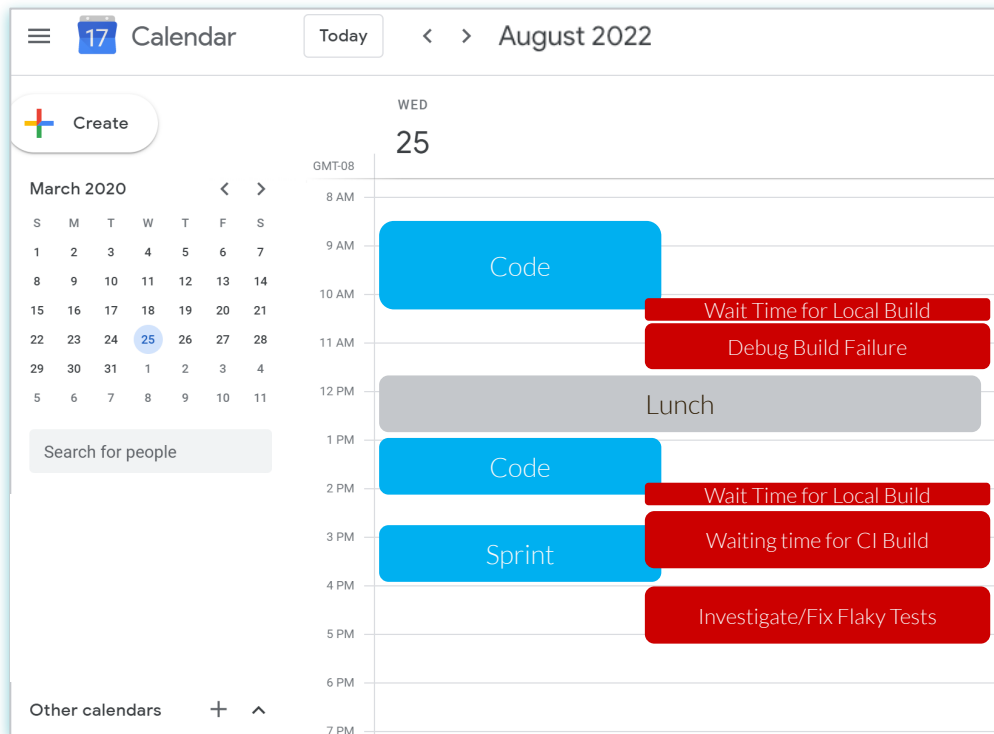 17 Calendar Today August 2022
Create
WED
25
GMT-08
March 2020
S M T W T F S
1 2 3 4 5 6 7
8 9 10 11 12 13 14
15 16 17 18 19 20 21
22 23 24 25 26 27 28
29 30 31 1 2 3 4
5 6 7 8 9 10 11
Search for people
Other calendars
8 AM
9 AM
Code
10 AM
Wait Time for Local Build
11 AM
Debug Build Failure
12 PM
Lunch
1 PM
Code
2 PM
Wait Time for Local Build
3 PM
Waiting time for CI Build
Sprint
4 PM
Investigate/Fix Flaky Tests
5 PM
6 PM
7 PM